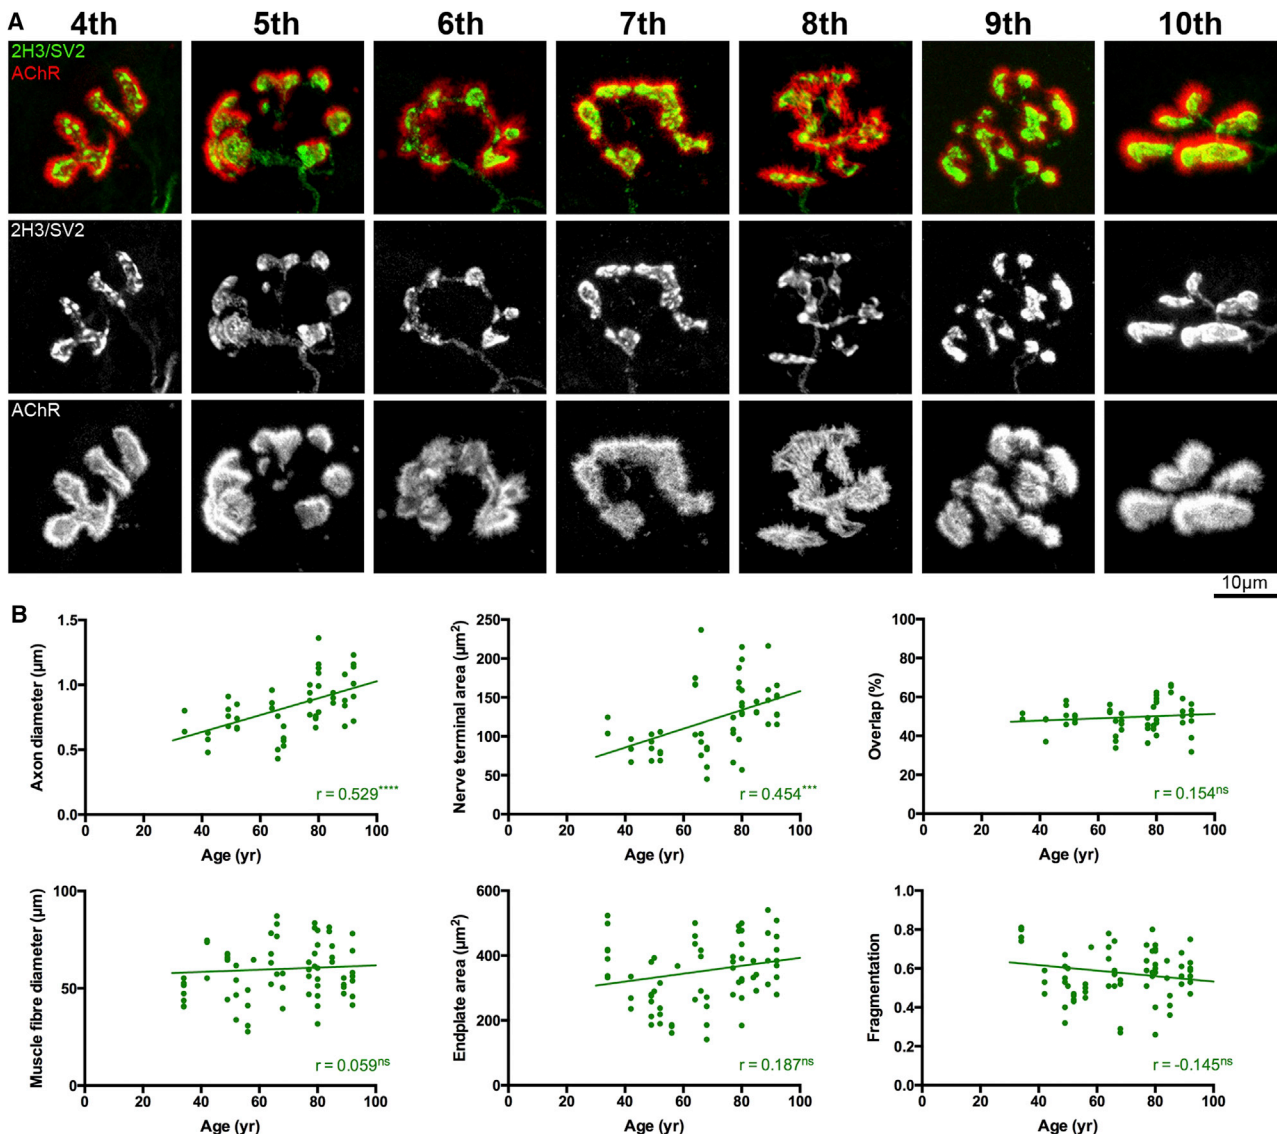 A
4th 5th 6th 7th 8th 9th 10th
2H3/SV2
AChR
2H3/SV2
AChR
10µm
B
Axon diameter (µm)
1.5
1.0
0.5
0.0
0 20 40 60 80 100
Age (yr)
r = 0.529****
Nerve terminal area (µm²)
250
200
150
100
50
0
0 20 40 60 80 100
Age (yr)
r = 0.454***
Overlap (%)
100
80
60
40
20
0
0 20 40 60 80 100
Age (yr)
r = 0.154ns
Muscle fibre diameter (µm)
100
50
0
0 20 40 60 80 100
Age (yr)
r = 0.059ns
Endplate area (µm²)
600
400
200
0
0 20 40 60 80 100
Age (yr)
r = 0.187ns
Fragmentation
1.0
0.8
0.6
0.4
0.2
0.0
0 20 40 60 80 100
Age (yr)
r = -0.145ns